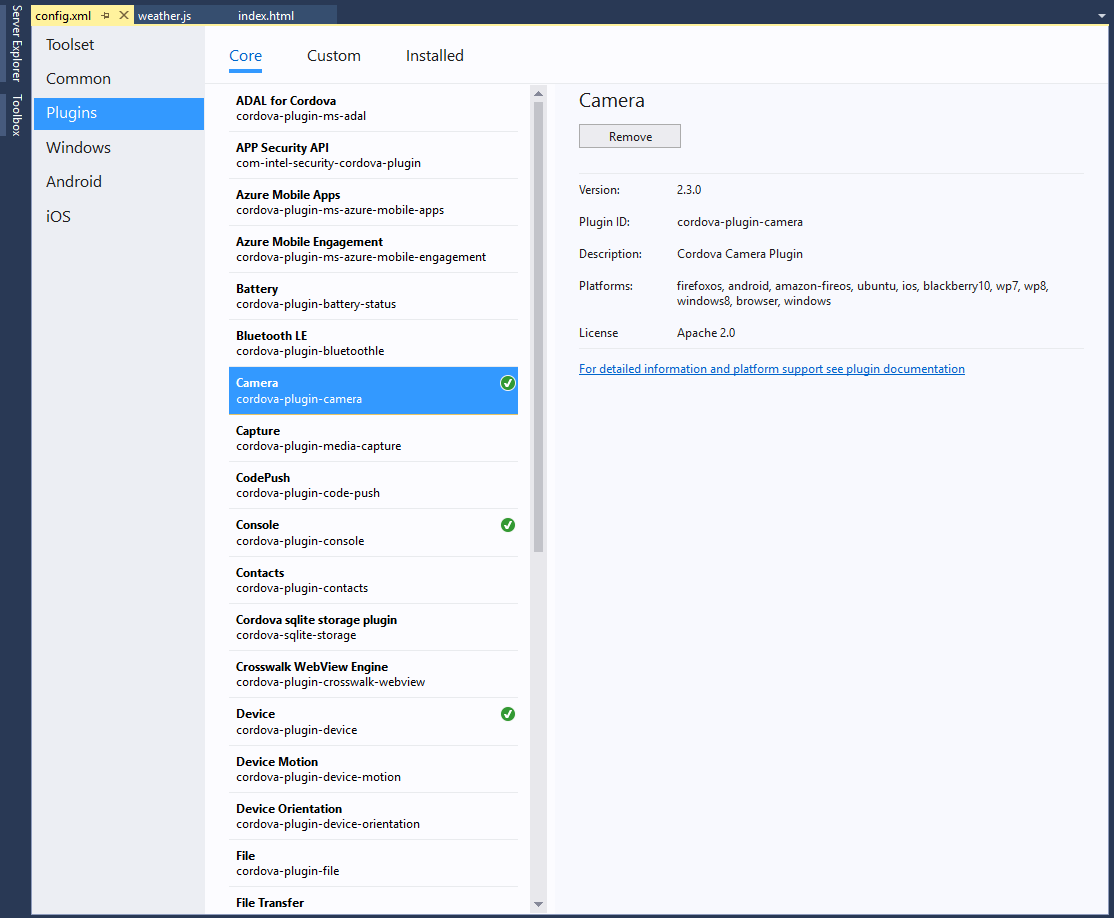 Server Explorer
Toolbox
config.xml
weather.js
index.html
Toolset
Common
Plugins
Windows
Android
iOS
Core
Custom
Installed
ADAL for Cordova
cordova-plugin-ms-adal
APP Security API
com-intel-security-cordova-plugin
Azure Mobile Apps
cordova-plugin-ms-azure-mobile-apps
Azure Mobile Engagement
cordova-plugin-ms-azure-mobile-engagement
Battery
cordova-plugin-battery-status
Bluetooth LE
cordova-plugin-bluetoothle
Camera
cordova-plugin-camera
Capture
cordova-plugin-media-capture
CodePush
cordova-plugin-code-push
Console
cordova-plugin-console
Contacts
cordova-plugin-contacts
Cordova sqlite storage plugin
cordova-sqlite-storage
Crosswalk WebView Engine
cordova-plugin-crosswalk-webview
Device
cordova-plugin-device
Device Motion
cordova-plugin-device-motion
Device Orientation
cordova-plugin-device-orientation
File
cordova-plugin-file
File Transfer
Camera
Remove
Version: 2.3.0
Plugin ID: cordova-plugin-camera
Description: Cordova Camera Plugin
Platforms: firefoxos, android, amazon-fireos, ubuntu, ios, blackberry10, wp7, wp8,
windows8, browser, windows
License Apache 2.0
For detailed information and platform support see plugin documentation